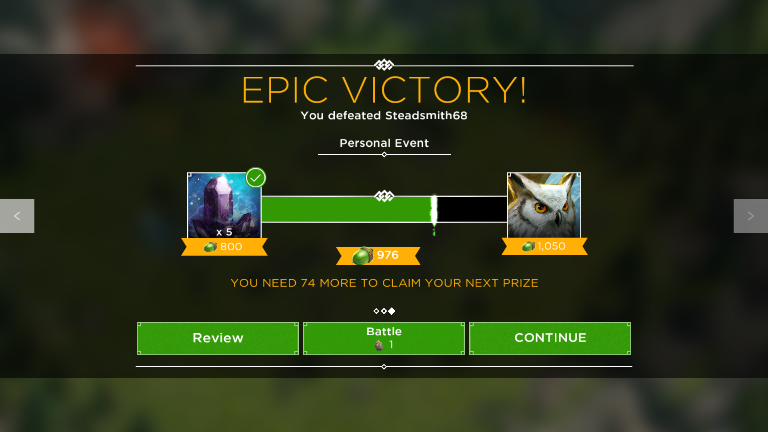 EPIC VICTORY!
You defeated Steadsmith68
Personal Event
x 5
800
976
1,050
YOU NEED 74 MORE TO CLAIM YOUR NEXT PRIZE
Review
Battle
1
CONTINUE